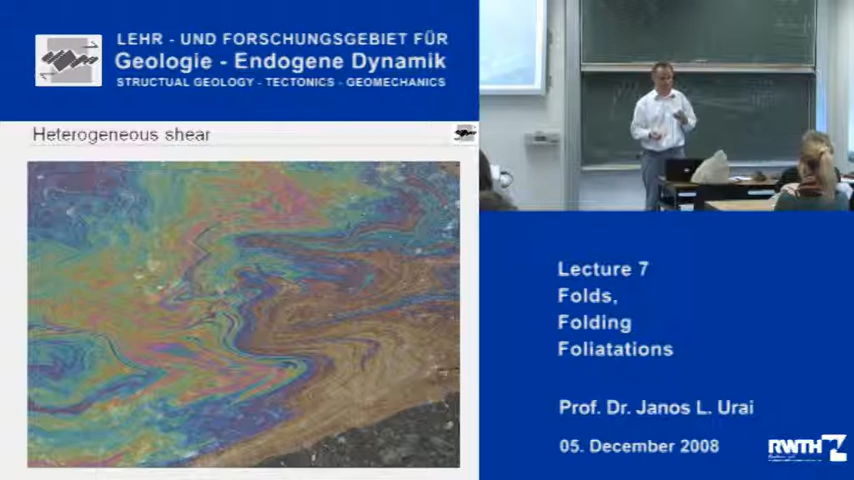 LEHR - UND FORSCHUNGSGEBIET FÜR
Geologie - Endogene Dynamik
STRUCTUAL GEOLOGY - TECTONICS - GEOMECHANICS
Heterogeneous shear
Lecture 7
Folds,
Folding
Foliatations
Prof. Dr. Janos L. Urai
05. December 2008
RWTH